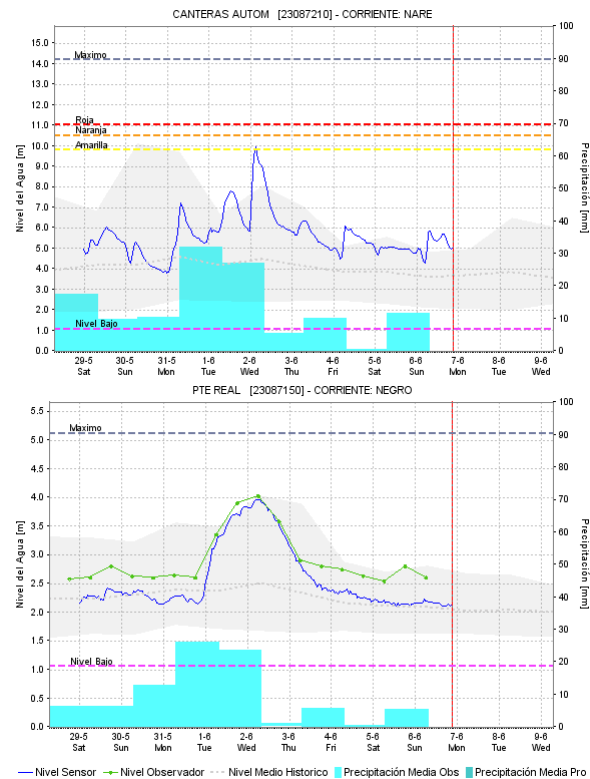 CANTERAS AUTOM [23087210] - CORRIENTE: NARE
Nivel del Agua [m]
15.0
14.0
13.0
12.0
11.0
10.0
9.0
8.0
7.0
6.0
5.0
4.0
3.0
2.0
1.0
0.0
Maximo
Roja
Naranja
Amarilla
Nivel Bajo
100
90
80
70
60
50
40
30
20
10
0
Precipitación [mm]
29-5 30-5 31-5 1-6 2-6 3-6 4-6 5-6 6-6 7-6 8-6 9-6
Sat Sun Mon Tue Wed Thu Fri Sat Sun Mon Tue Wed
PTE REAL [23087150] - CORRIENTE: NEGRO
Nivel del Agua [m]
5.5
5.0
4.5
4.0
3.5
3.0
2.5
2.0
1.5
1.0
0.5
0.0
Maximo
Nivel Bajo
100
90
80
70
60
50
40
30
20
10
0
Precipitación [mm]
29-5 30-5 31-5 1-6 2-6 3-6 4-6 5-6 6-6 7-6 8-6 9-6
Sat Sun Mon Tue Wed Thu Fri Sat Sun Mon Tue Wed
Nivel Sensor Nivel Observador Nivel Medio Historico Precipitación Media Obs Precipitación Media Pro